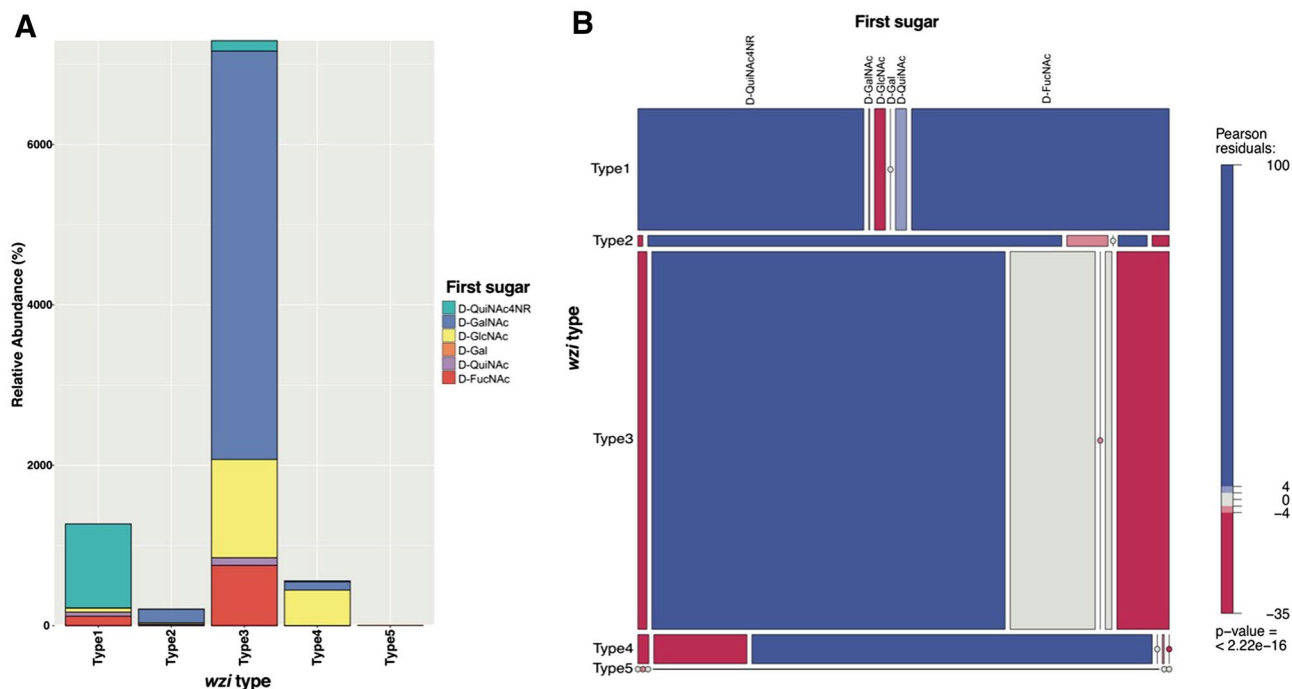 A
Relative Abundance (%)
6000
4000
2000
0
Type1
Type2
Type3
Type4
Type5
wzi type
First sugar
D-QuiNAc4NR
D-GalNAc
D-GlcNAc
D-Gal
D-QuiNAc
D-FucNAc
B
First sugar
D-QuiNAc4NR
D-GalNAc
D-GlcNAc
D-Gal
D-QuiNAc
D-FucNAc
wzi type
Type1
Type2
Type3
Type4
Type5
Pearson
residuals:
100
4
0
−4
−35
p-value =
< 2.22e-16